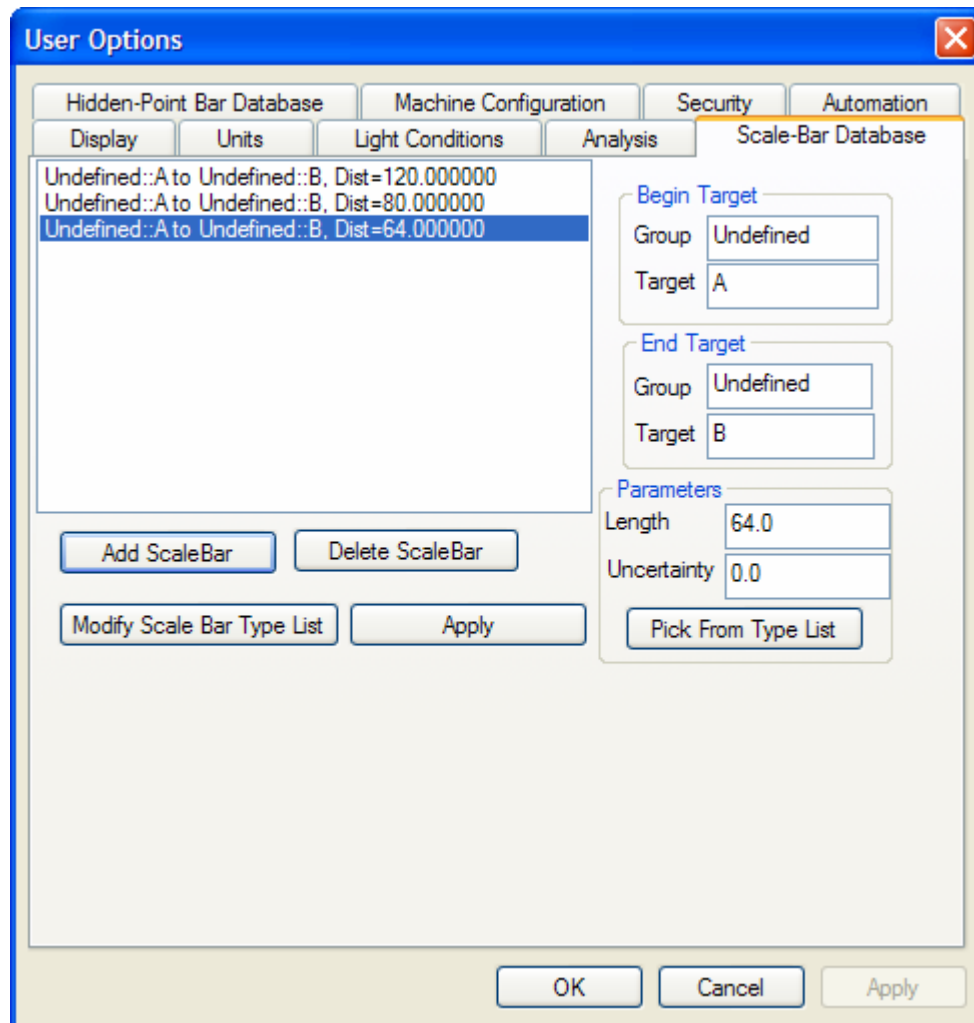 User Options
Hidden-Point Bar Database Machine Configuration Security Automation
Display Units Light Conditions Analysis Scale-Bar Database
Undefined::A to Undefined::B, Dist=120.000000
Undefined::A to Undefined::B, Dist=80.000000
Undefined::A to Undefined::B, Dist=64.000000
Begin Target
Group Undefined
Target A
End Target
Group Undefined
Target B
Parameters
Length 64.0
Uncertainty 0.0
Pick From Type List
Add ScaleBar Delete ScaleBar
Modify Scale Bar Type List Apply
OK Cancel Apply